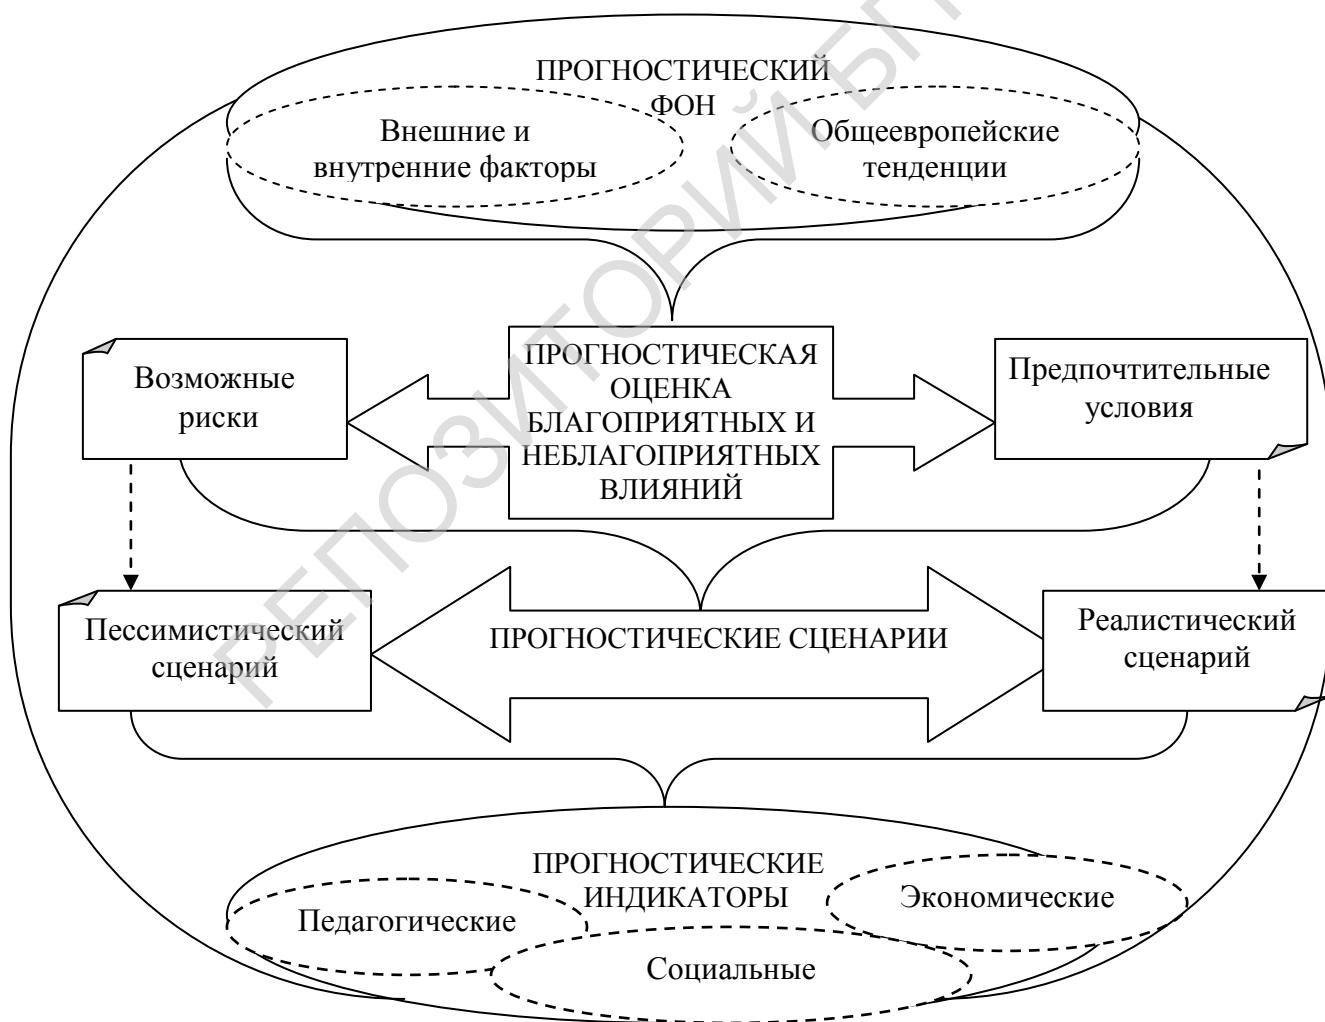 ПРОГНОСТИЧЕСКИЙ
ФОН
Внешние и
внутренние факторы
Общеевропейские
тенденции
Возможные
риски
ПРОГНОСТИЧЕСКАЯ
ОЦЕНКА
БЛАГОПРИЯТНЫХ И
НЕБЛАГОПРИЯТНЫХ
ВЛИЯНИЙ
Предпочтительные
условия
Пессимистический
сценарий
ПРОГНОСТИЧЕСКИЕ СЦЕНАРИИ
Реалистический
сценарий
ПРОГНОСТИЧЕСКИЕ
ИНДИКАТОРЫ
Педагогические
Экономические
Социальные
РЕПОЗИТОРИЙ